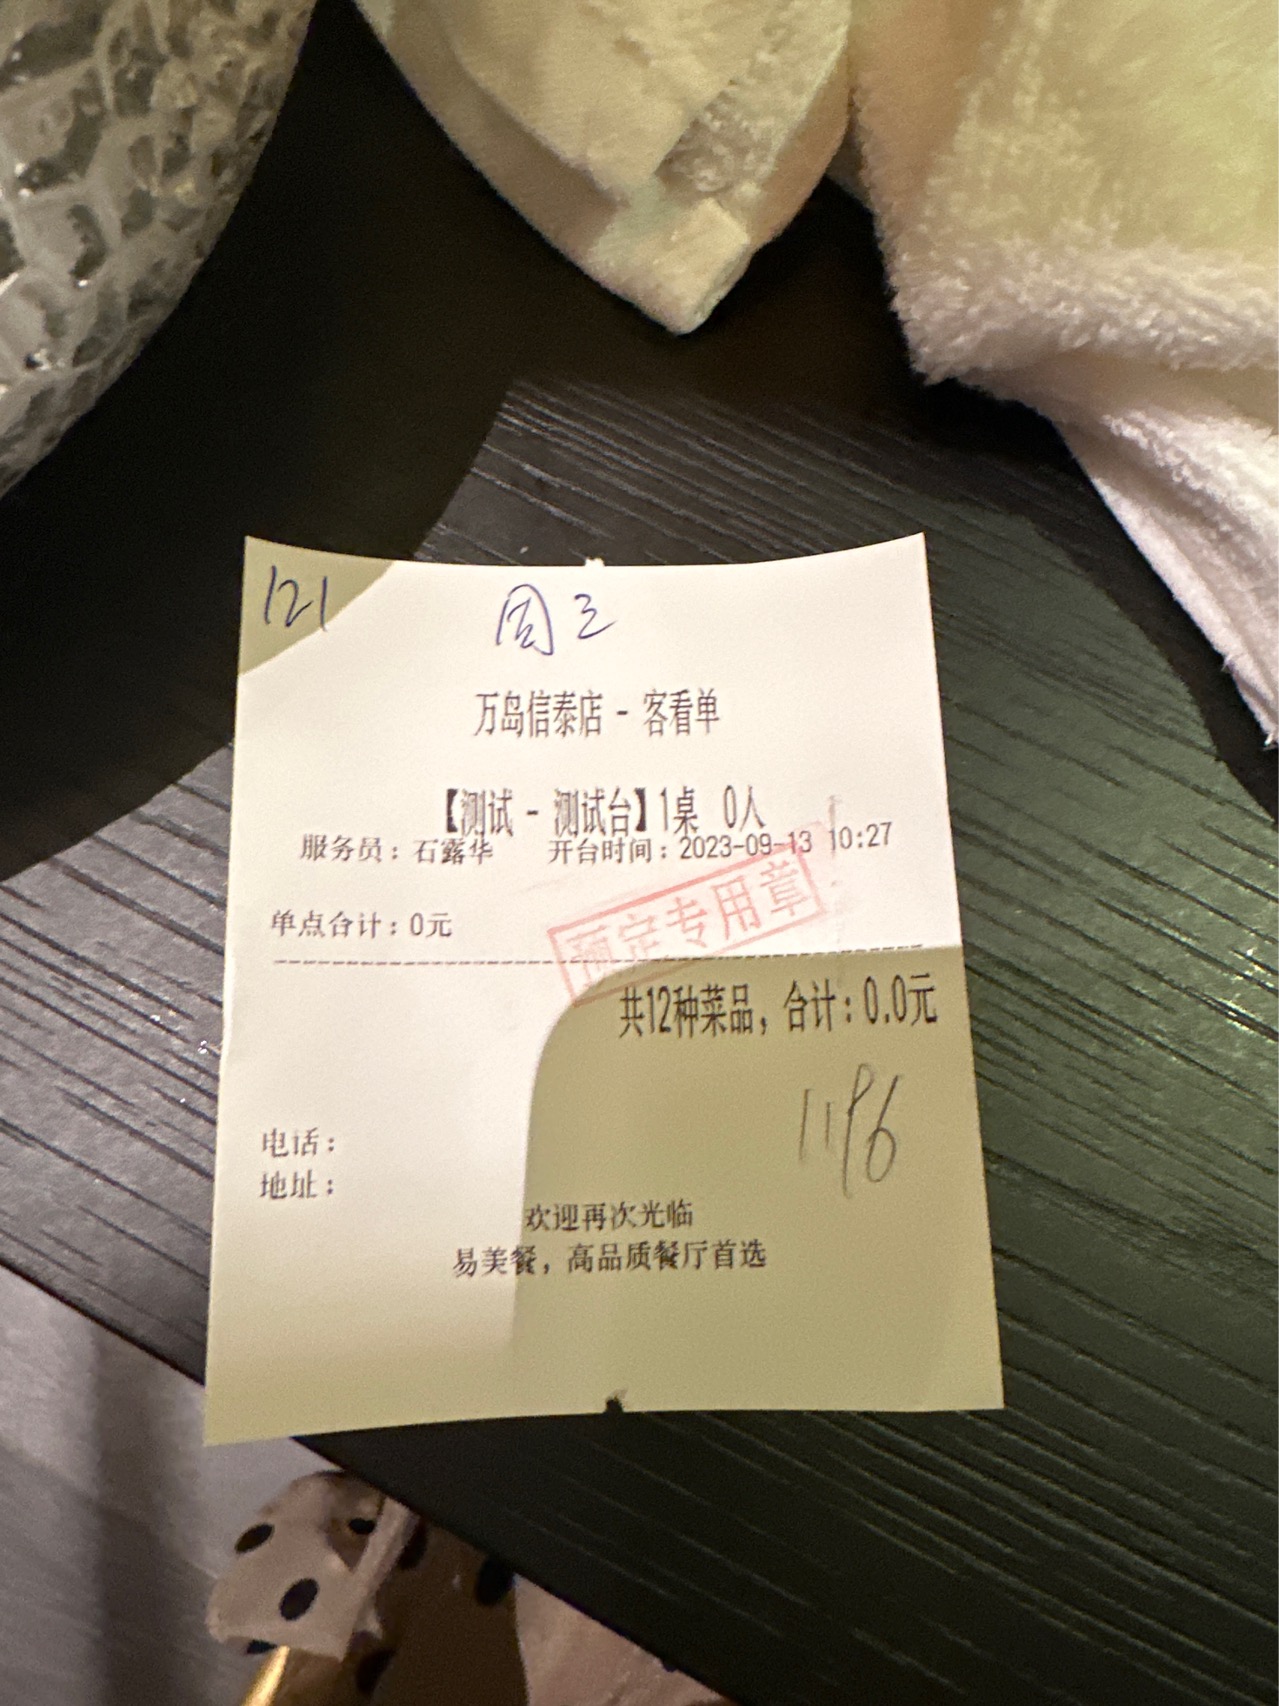 121 周三
万岛信泰店 - 客看单
【测试 - 测试台】1桌 0人
服务员：石露华 开台时间：2023-09-13 10:27
预定专用章
单点合计：0元
共12种菜品，合计：0.0元
电话：
地址：
欢迎再次光临
易美餐，高品质餐厅首选